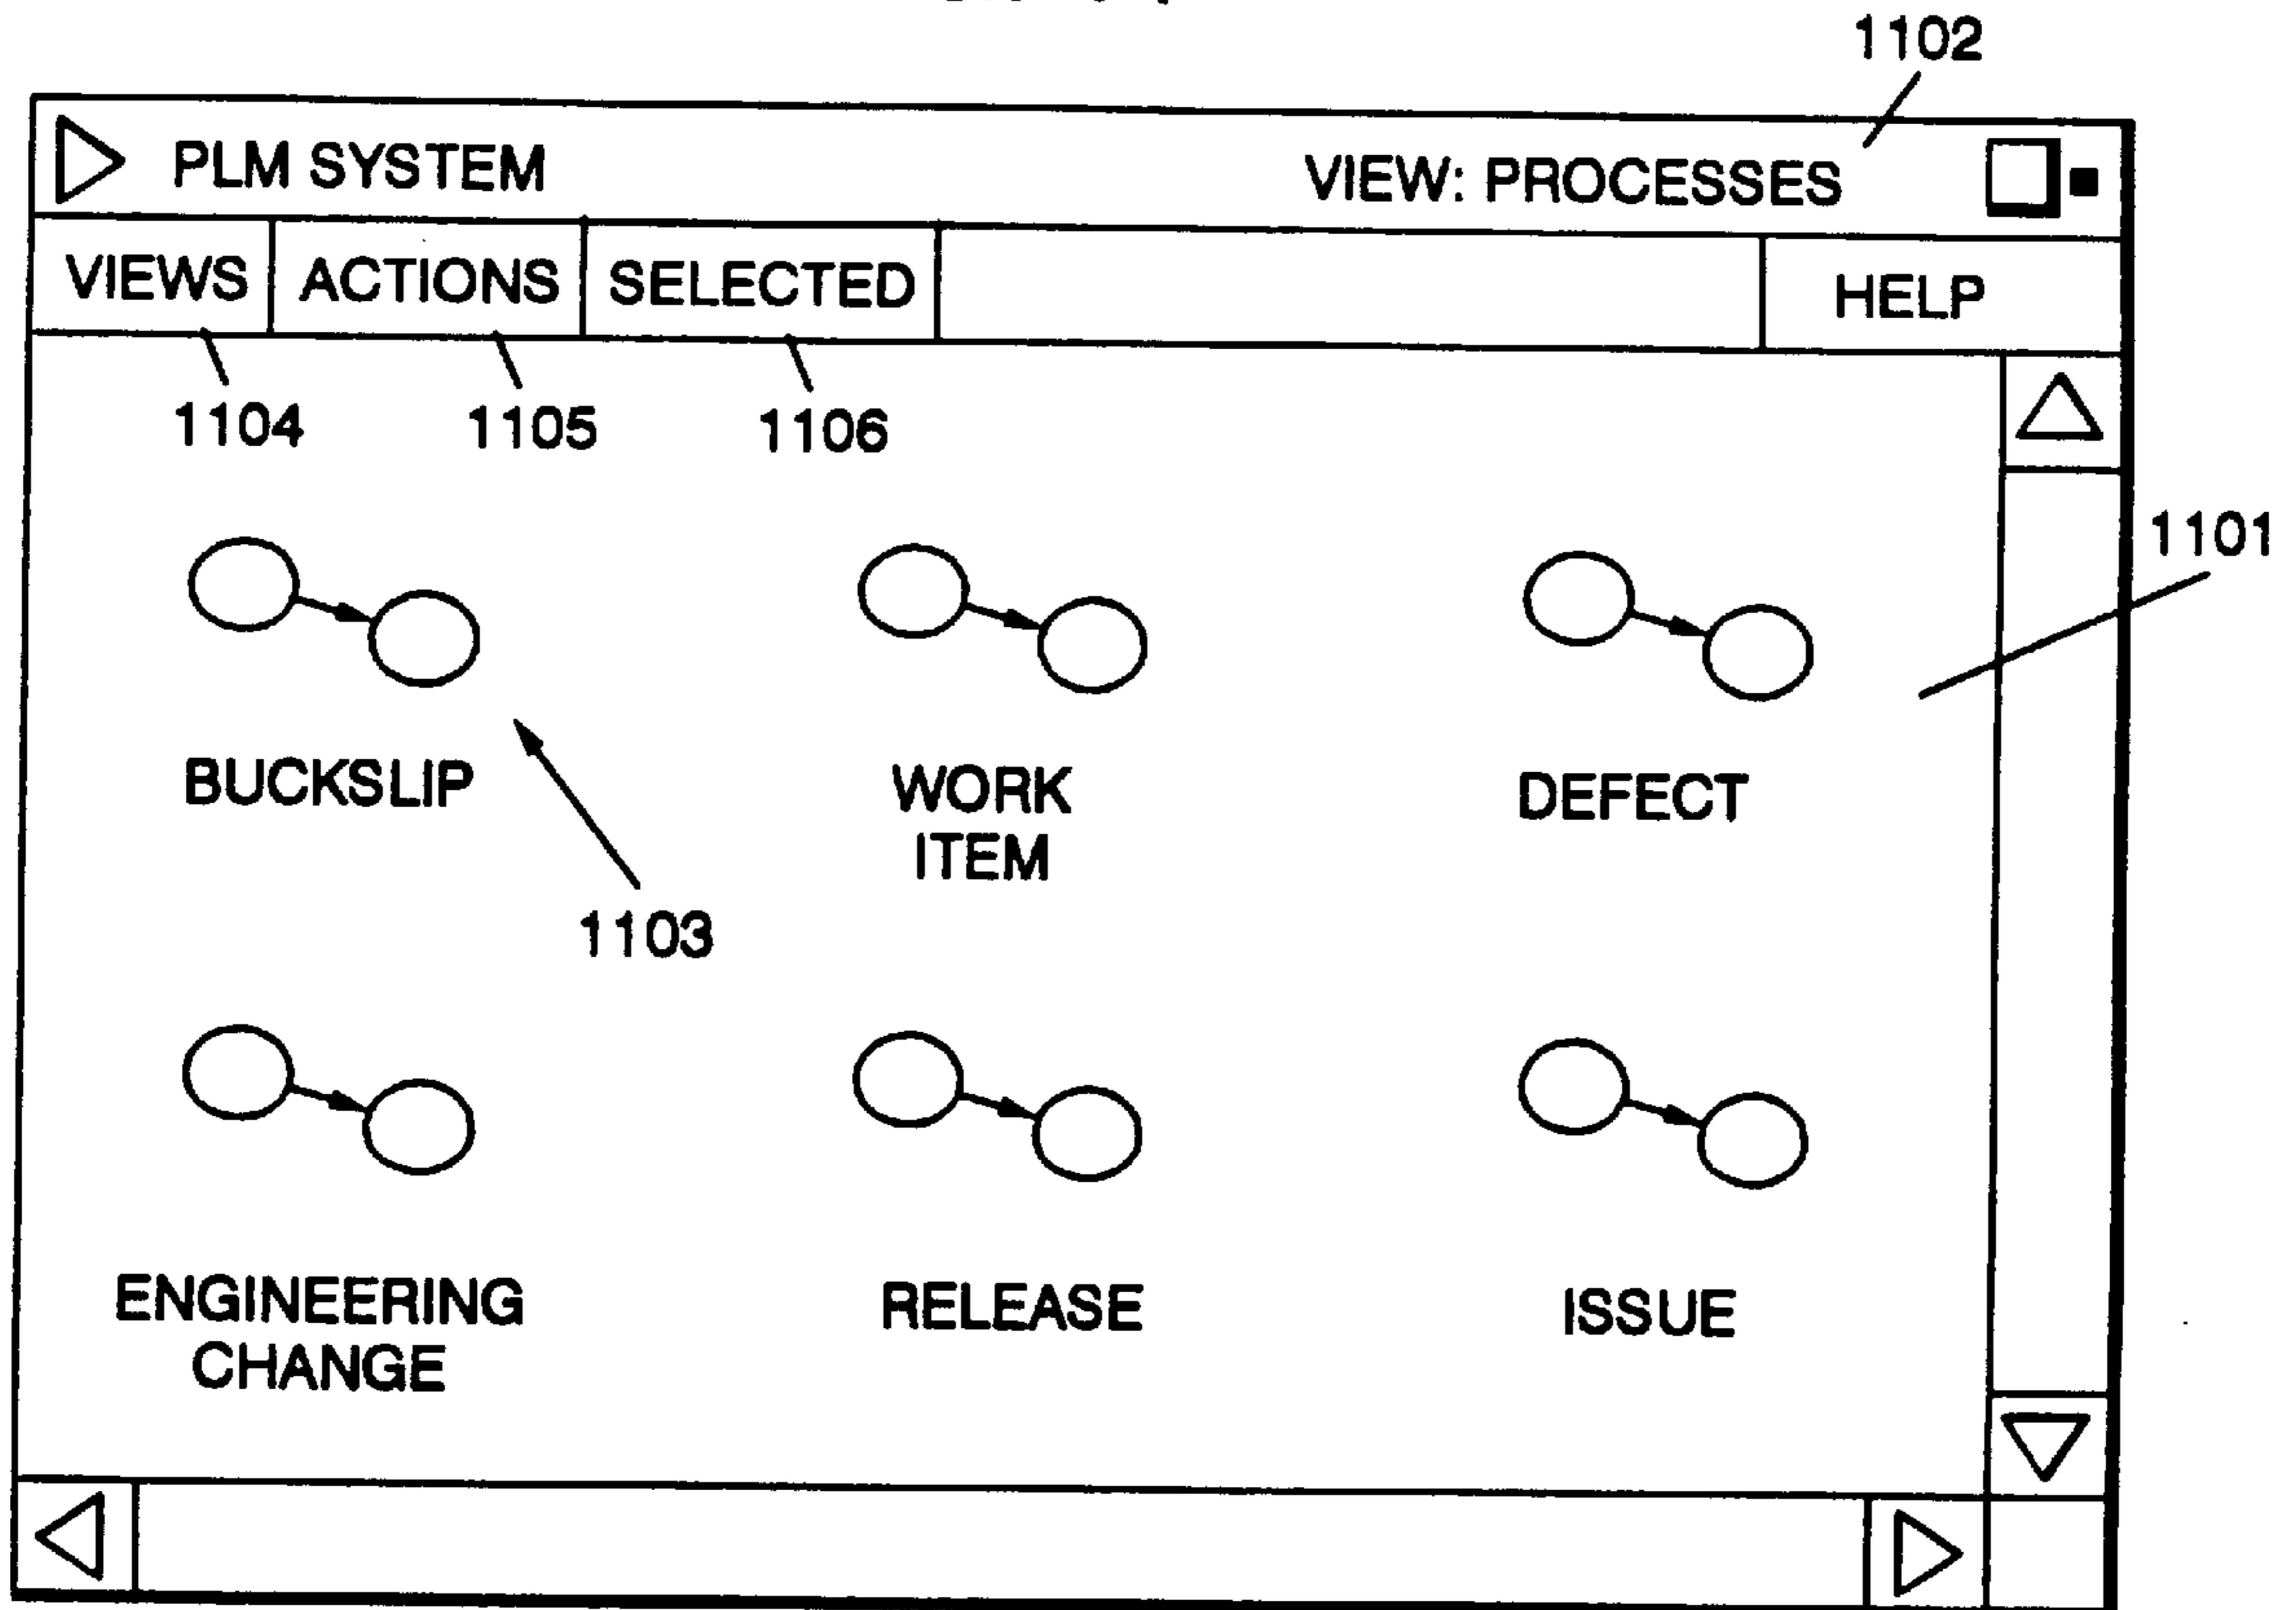 1102
PLM SYSTEM VIEW: PROCESSES
VIEWS ACTIONS SELECTED HELP
1104 1105 1106
1101
BUCKSLIP WORK ITEM DEFECT
1103
ENGINEERING CHANGE RELEASE ISSUE